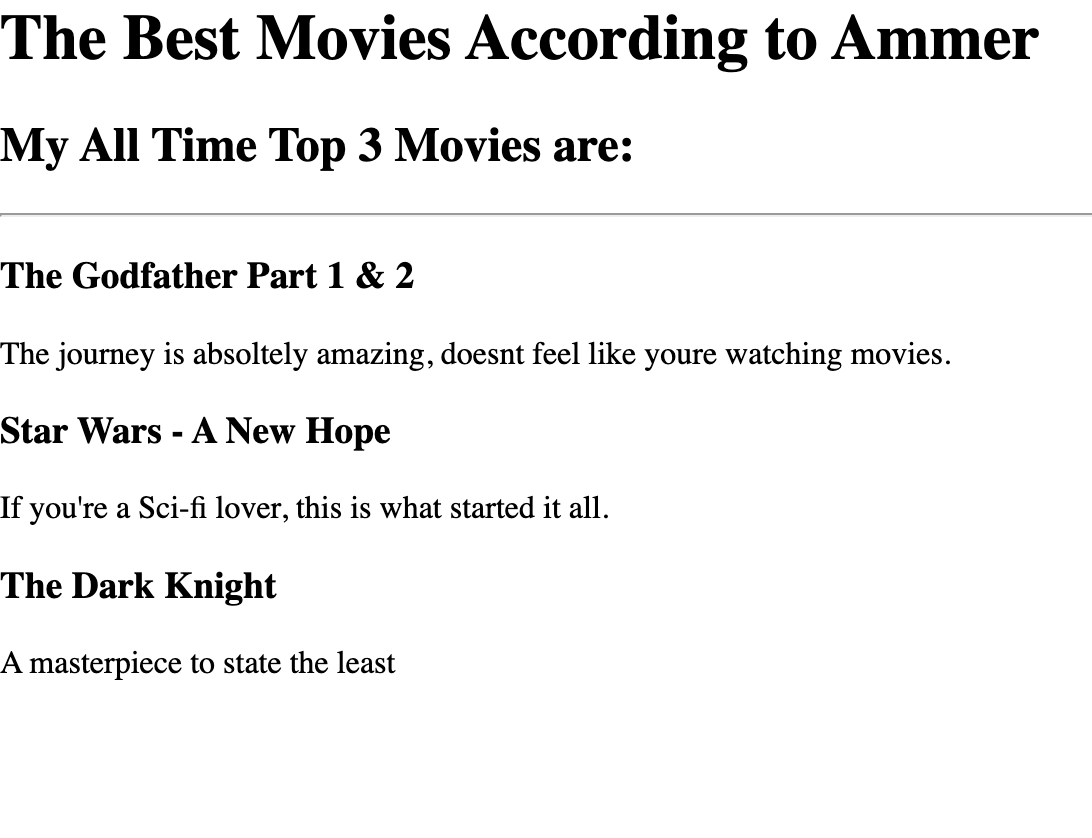 The Best Movies According to Ammer
My All Time Top 3 Movies are:
The Godfather Part 1 & 2
The journey is absoltely amazing, doesnt feel like youre watching movies.
Star Wars - A New Hope
If you're a Sci-fi lover, this is what started it all.
The Dark Knight
A masterpiece to state the least